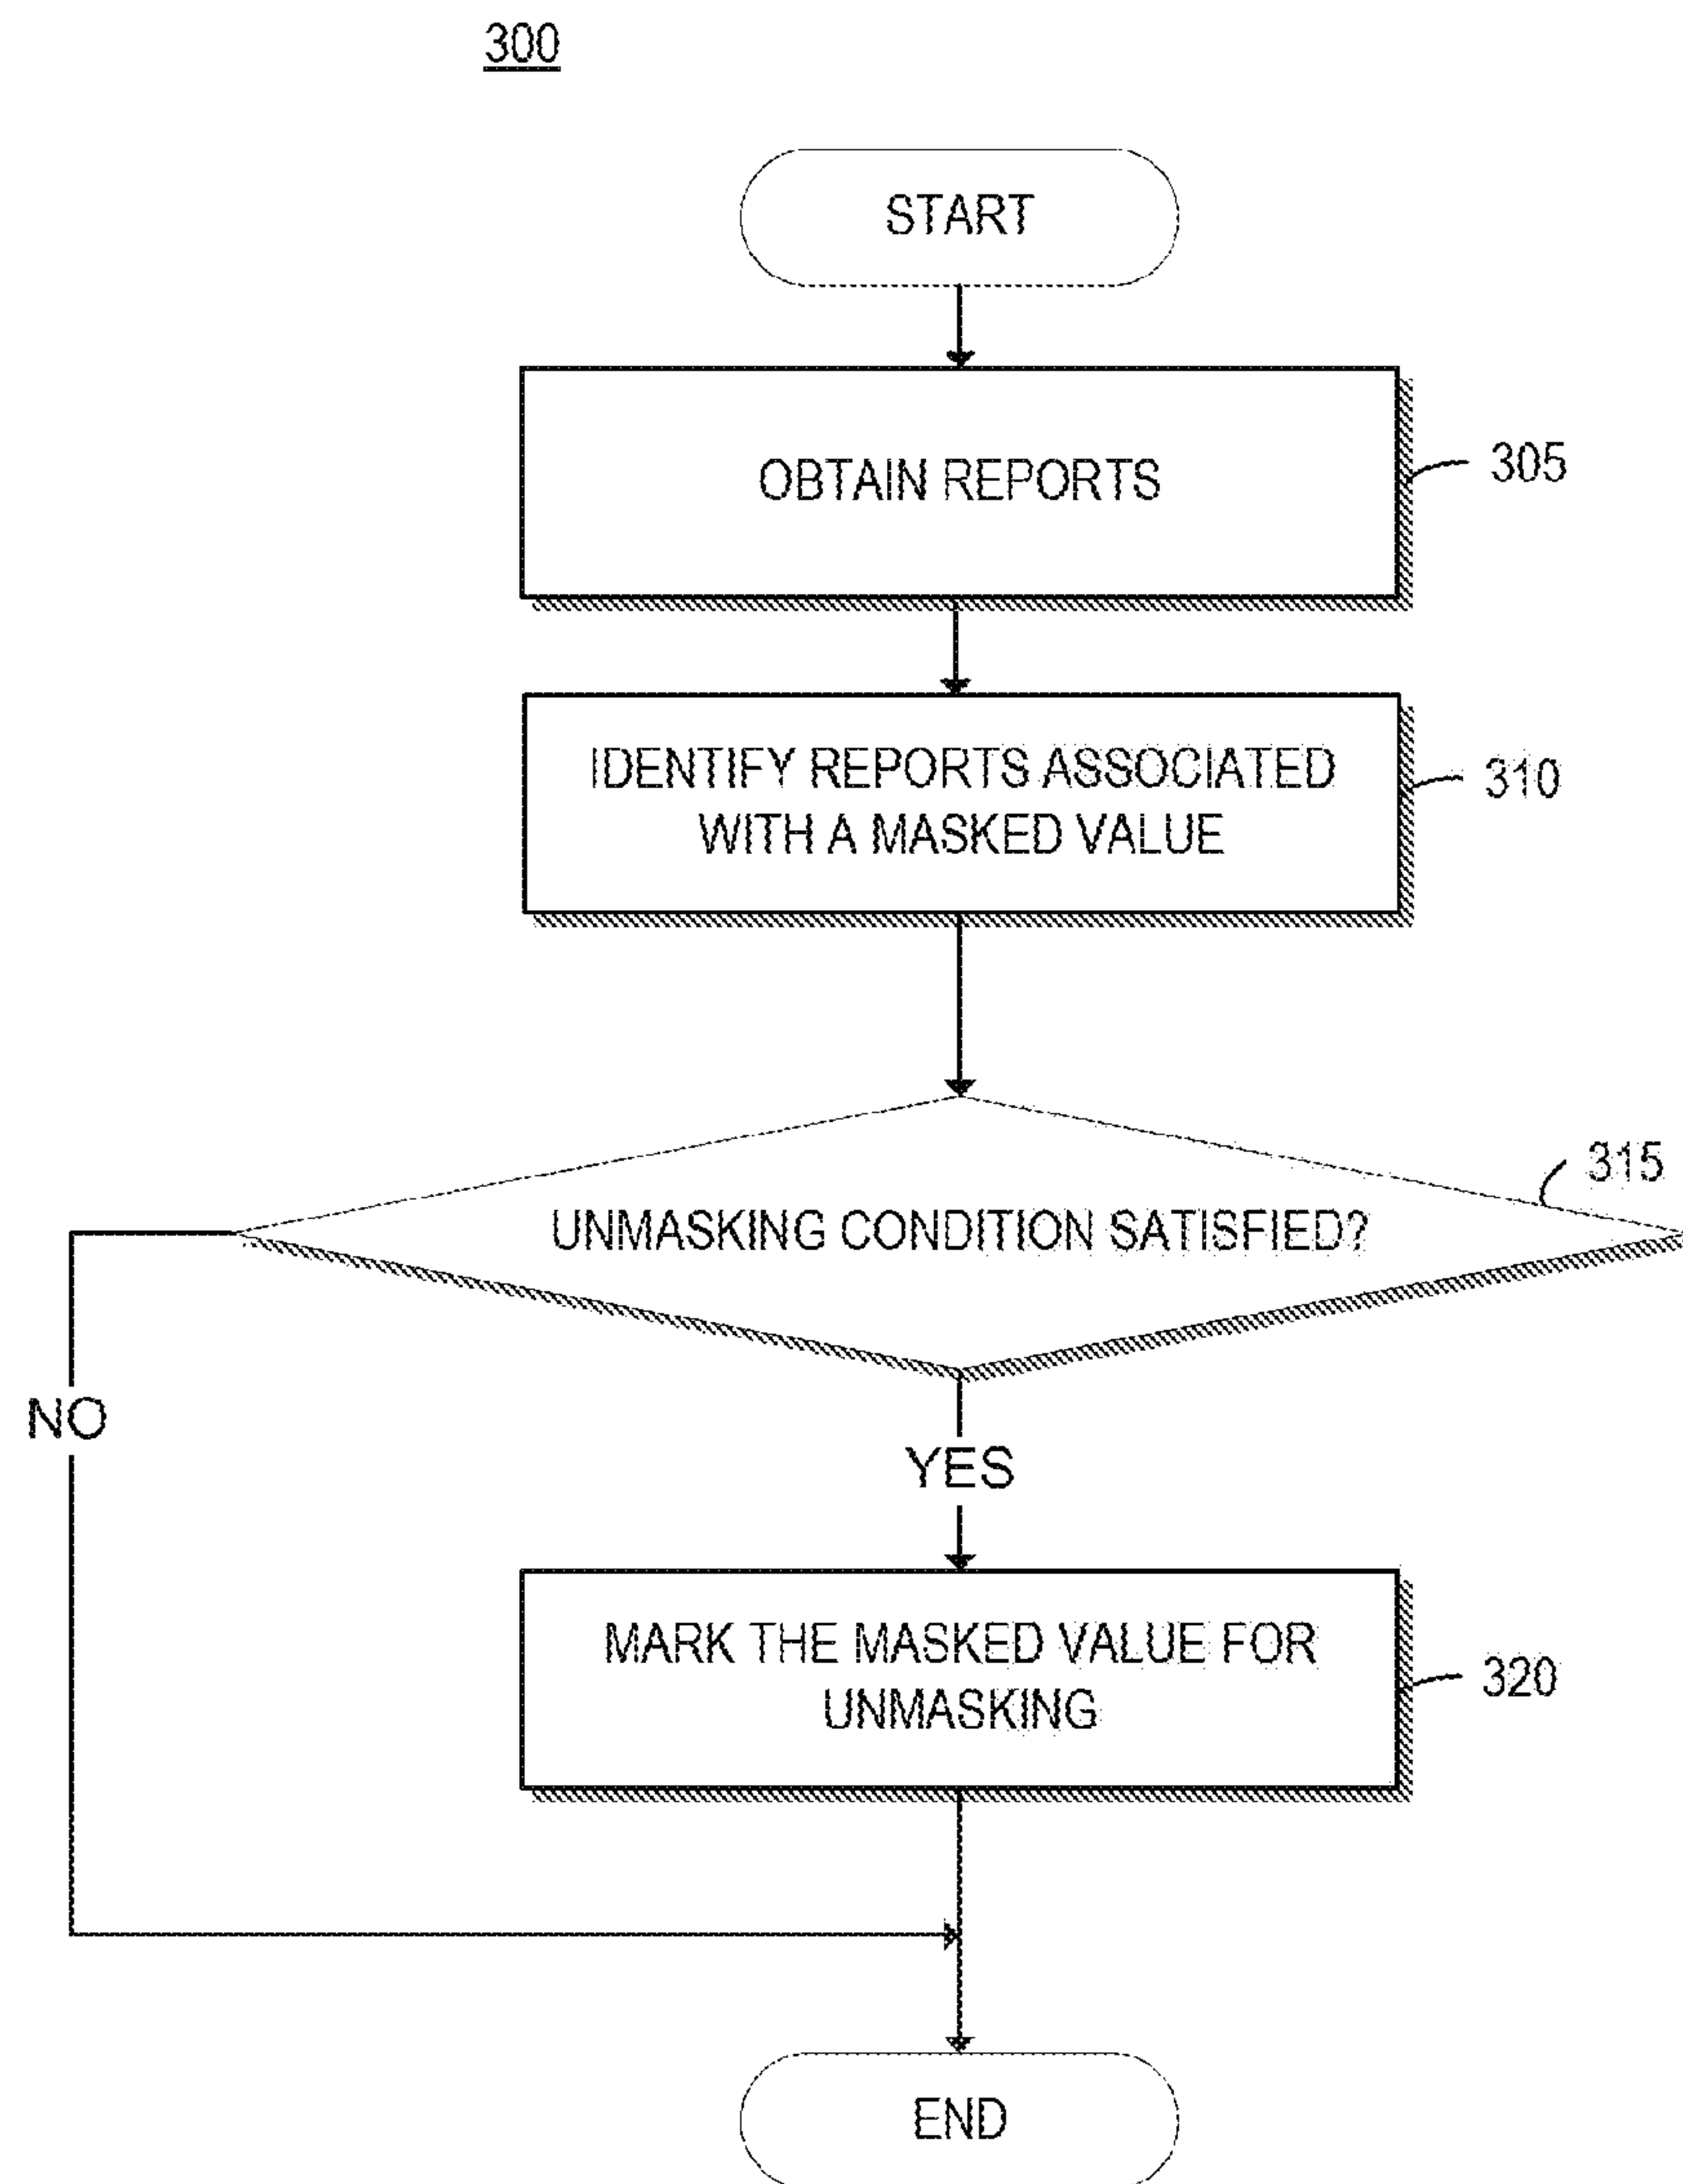 300
START
OBTAIN REPORTS
305
IDENTIFY REPORTS ASSOCIATED
WITH A MASKED VALUE
310
315
UNMASKING CONDITION SATISFIED?
NO
YES
MARK THE MASKED VALUE FOR
UNMASKING
320
END